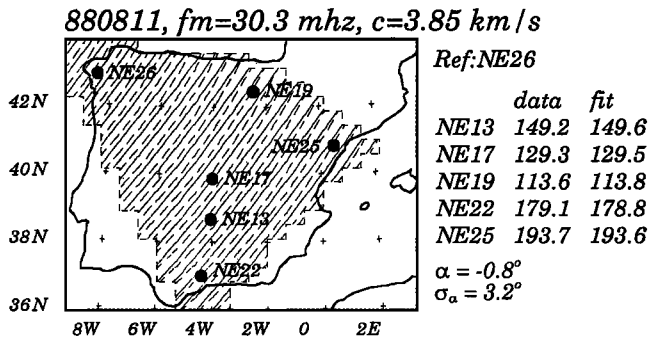 880811, fm=30.3 mhz, c=3.85 km/s
Ref:NE26
data fit
NE13 149.2 149.6
NE17 129.3 129.5
NE19 113.6 113.8
NE22 179.1 178.8
NE25 193.7 193.6
α = -0.8°
σα = 3.2°
NE26
NE19
NE25
NE17
NE13
NE22
42N
40N
38N
36N
8W 6W 4W 2W 0 2E